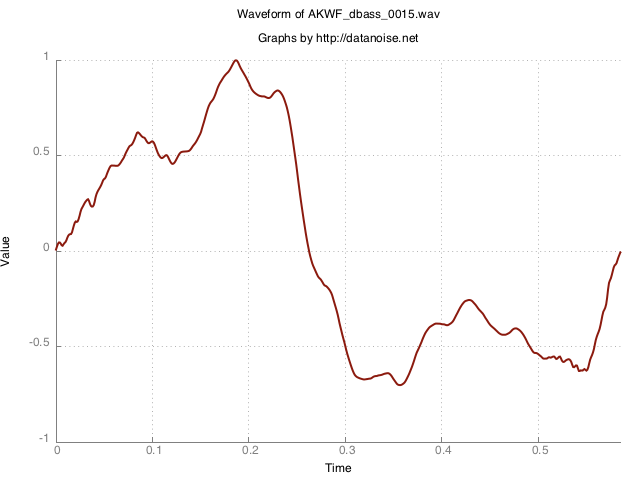 Waveform of AKWF_dbass_0015.wav
Graphs by http://datanoise.net
1
0.5
0
-0.5
-1
Value
0 0.1 0.2 0.3 0.4 0.5
Time